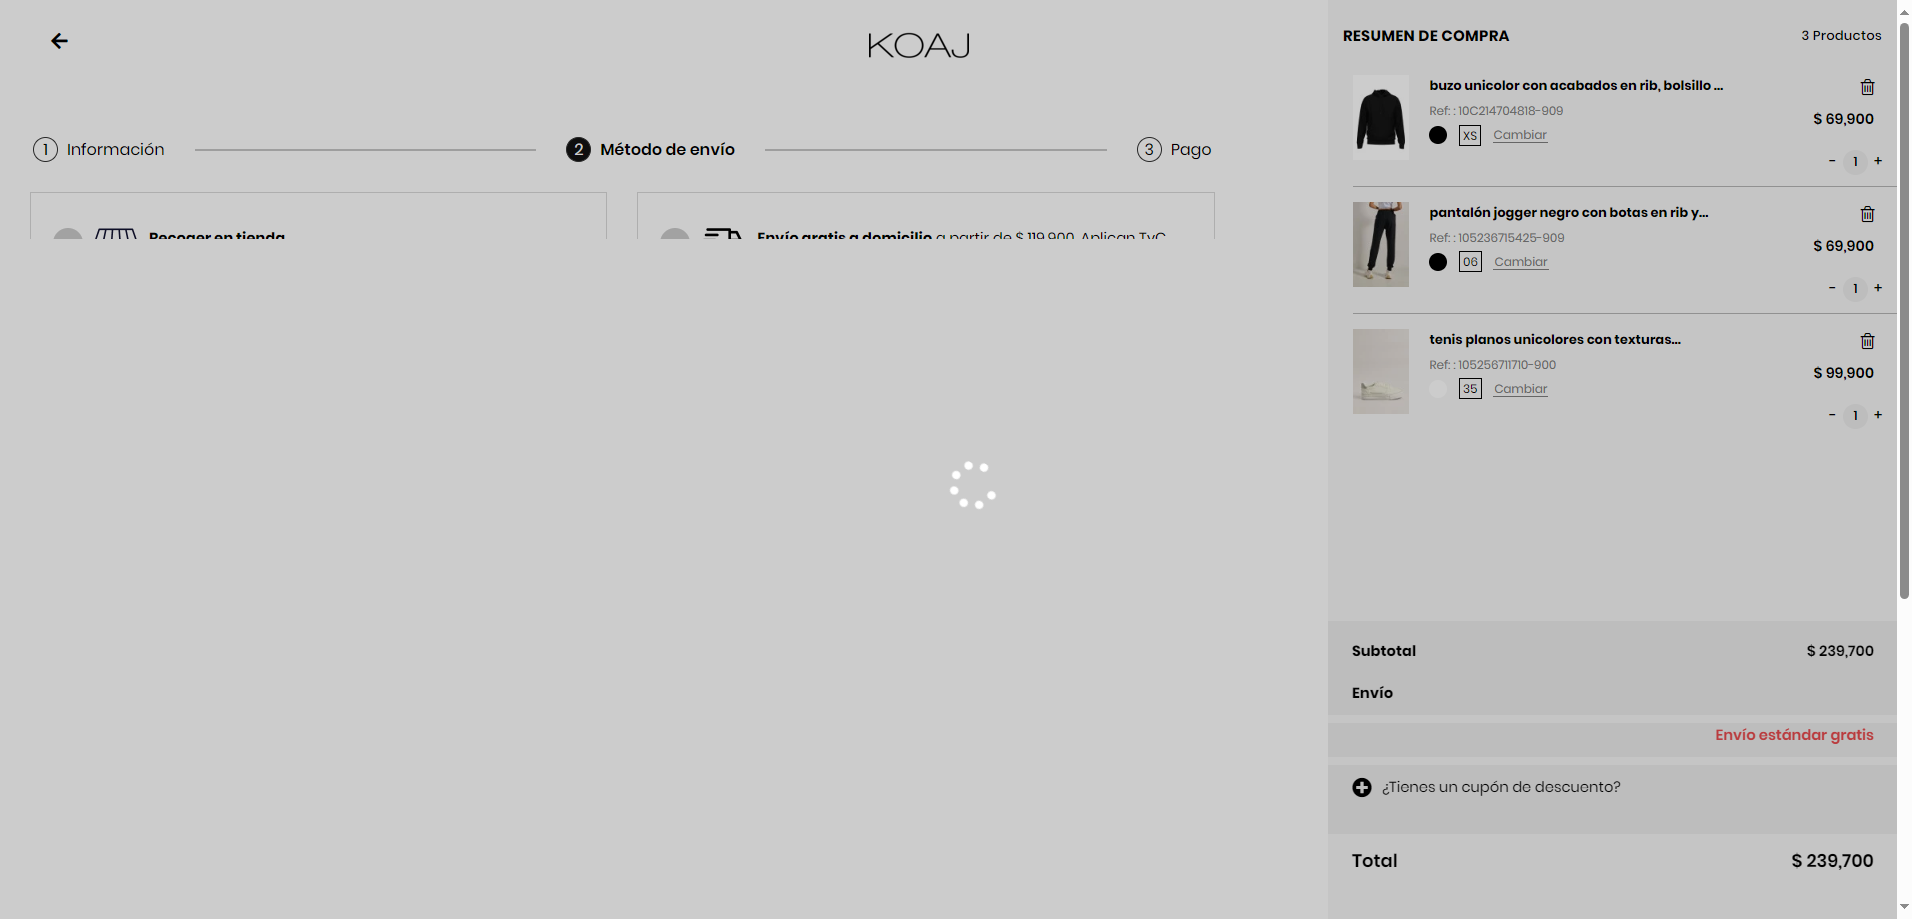 KOAJ
1 Información
2 Método de envío
3 Pago
Recoger en tienda
Envío gratis a domicilio a partir de $ 119.900. Aplican TyC
RESUMEN DE COMPRA
3 Productos
buzo unicolor con acabados en rib, bolsillo ...
Ref: : 10C214704818-909
$ 69,900
XS Cambiar
- 1 +
pantalón jogger negro con botas en rib y...
Ref: : 105236715425-909
$ 69,900
06 Cambiar
- 1 +
tenis planos unicolores con texturas...
Ref: : 105256711710-900
$ 99,900
35 Cambiar
- 1 +
Subtotal $ 239,700
Envío
Envío estándar gratis
¿Tienes un cupón de descuento?
Total $ 239,700